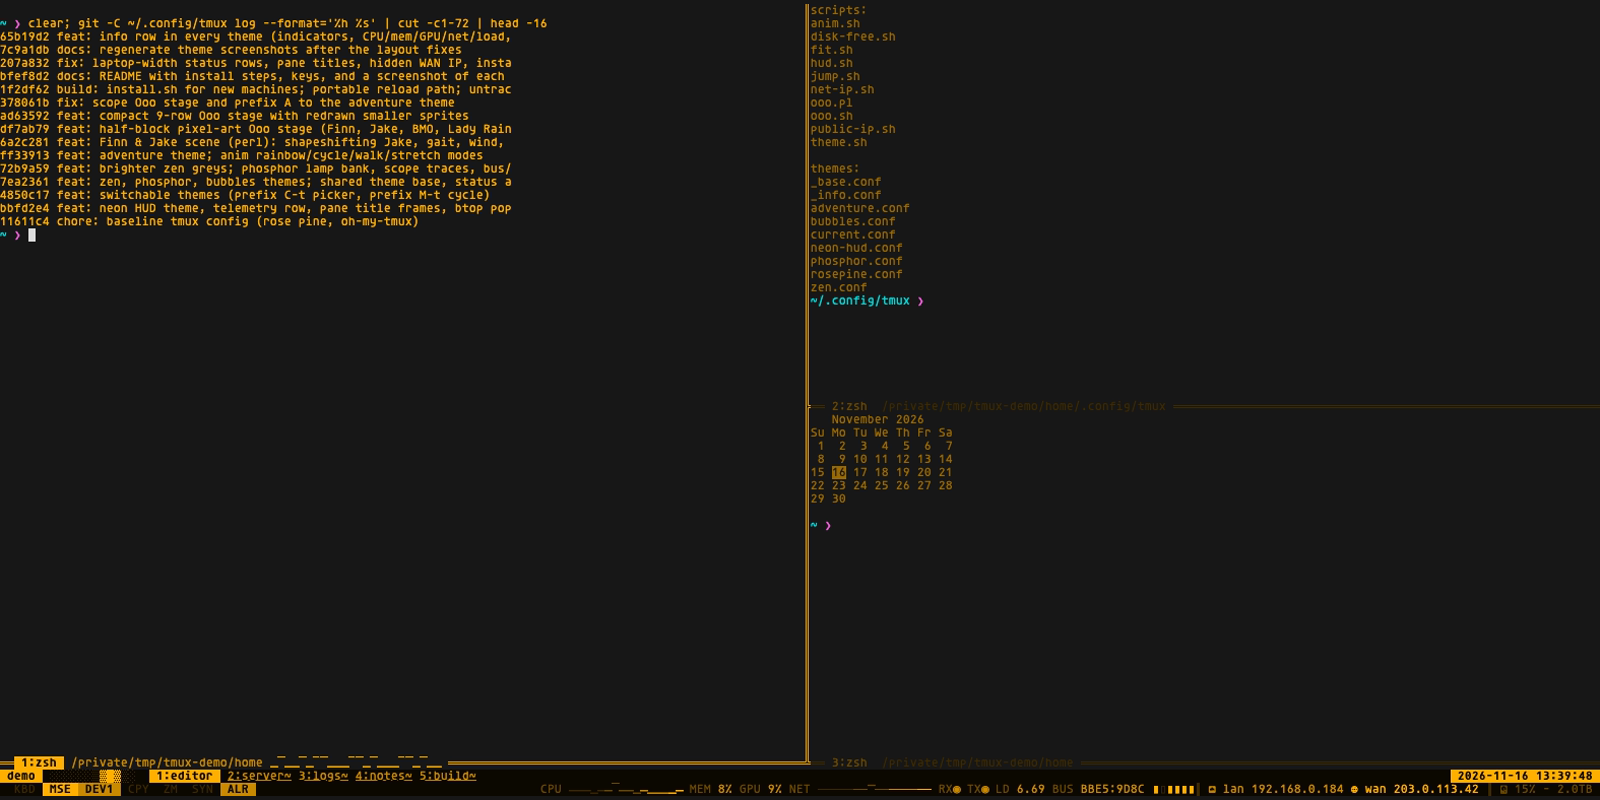 ~ ❯ clear; git -C ~/.config/tmux log --format='%h %s' | cut -c1-72 | head -16
65b19d2 feat: info row in every theme (indicators, CPU/mem/GPU/net/load,
7c9a1db docs: regenerate theme screenshots after the layout fixes
207a832 fix: laptop-width status rows, pane titles, hidden WAN IP, insta
bfef8d2 docs: README with install steps, keys, and a screenshot of each
1f2df62 build: install.sh for new machines; portable reload path; untrac
378061b fix: scope Ooo stage and prefix A to the adventure theme
ad63592 feat: compact 9-row Ooo stage with redrawn smaller sprites
df7ab79 feat: half-block pixel-art Ooo stage (Finn, Jake, BMO, Lady Rain
6a2c281 feat: Finn & Jake scene (perl): shapeshifting Jake, gait, wind,
ff33913 feat: adventure theme; anim rainbow/cycle/walk/stretch modes
72b9a59 feat: brighter zen greys; phosphor lamp bank, scope traces, bus/
7ea2361 feat: zen, phosphor, bubbles themes; shared theme base, status a
4850c17 feat: switchable themes (prefix C-t picker, prefix M-t cycle)
bbfd2e4 feat: neon HUD theme, telemetry row, pane title frames, btop pop
11611c4 chore: baseline tmux config (rose pine, oh-my-tmux)
~ ❯
scripts:
anim.sh
disk-free.sh
fit.sh
hud.sh
jump.sh
net-ip.sh
ooo.pl
ooo.sh
public-ip.sh
theme.sh
themes:
_base.conf
_info.conf
adventure.conf
bubbles.conf
current.conf
neon-hud.conf
phosphor.conf
rosepine.conf
zen.conf
~/.config/tmux ❯
2:zsh /private/tmp/tmux-demo/home/.config/tmux
November 2026
Su Mo Tu We Th Fr Sa
1 2 3 4 5 6 7
8 9 10 11 12 13 14
15 16 17 18 19 20 21
22 23 24 25 26 27 28
29 30
~ ❯
1:zsh /private/tmp/tmux-demo/home
3:zsh /private/tmp/tmux-demo/home
demo 1:editor 2:server~ 3:logs~ 4:notes~ 5:build~ 2026-11-16 13:39:48
KBD MSE DEV1 CPY ZM SYN ALR CPU MEM 8% GPU 9% NET RX● TX● LD 6.69 BUS BBE5:9D8C lan 192.168.0.184 wan 203.0.113.42 15% - 2.0TB